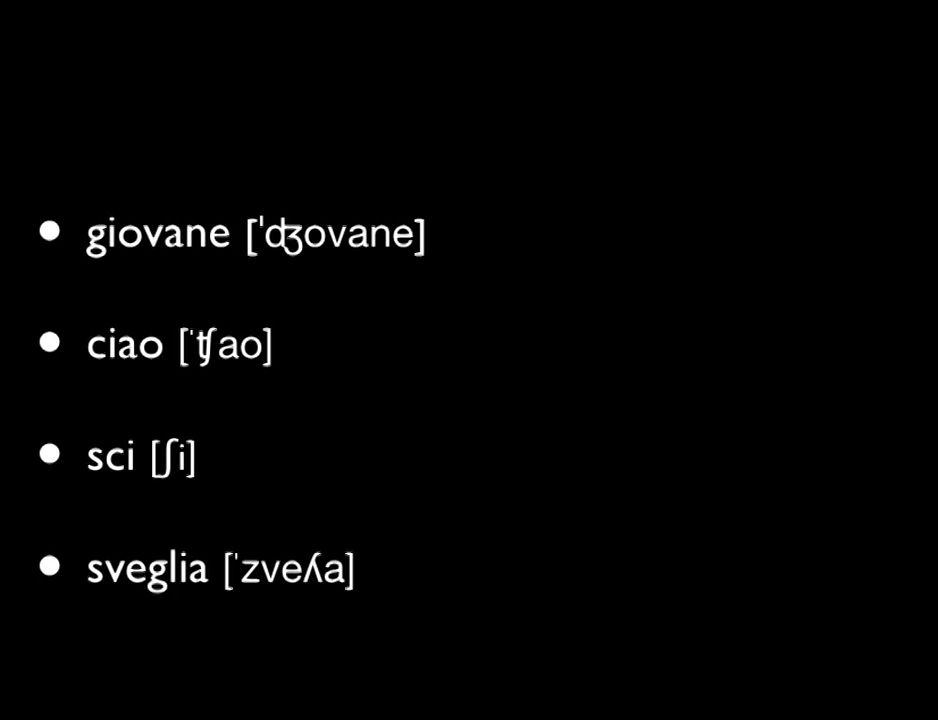 • giovane [ˈʤovane]
• ciao [ˈʧao]
• sci [ʃi]
• sveglia [ˈzveʎa]